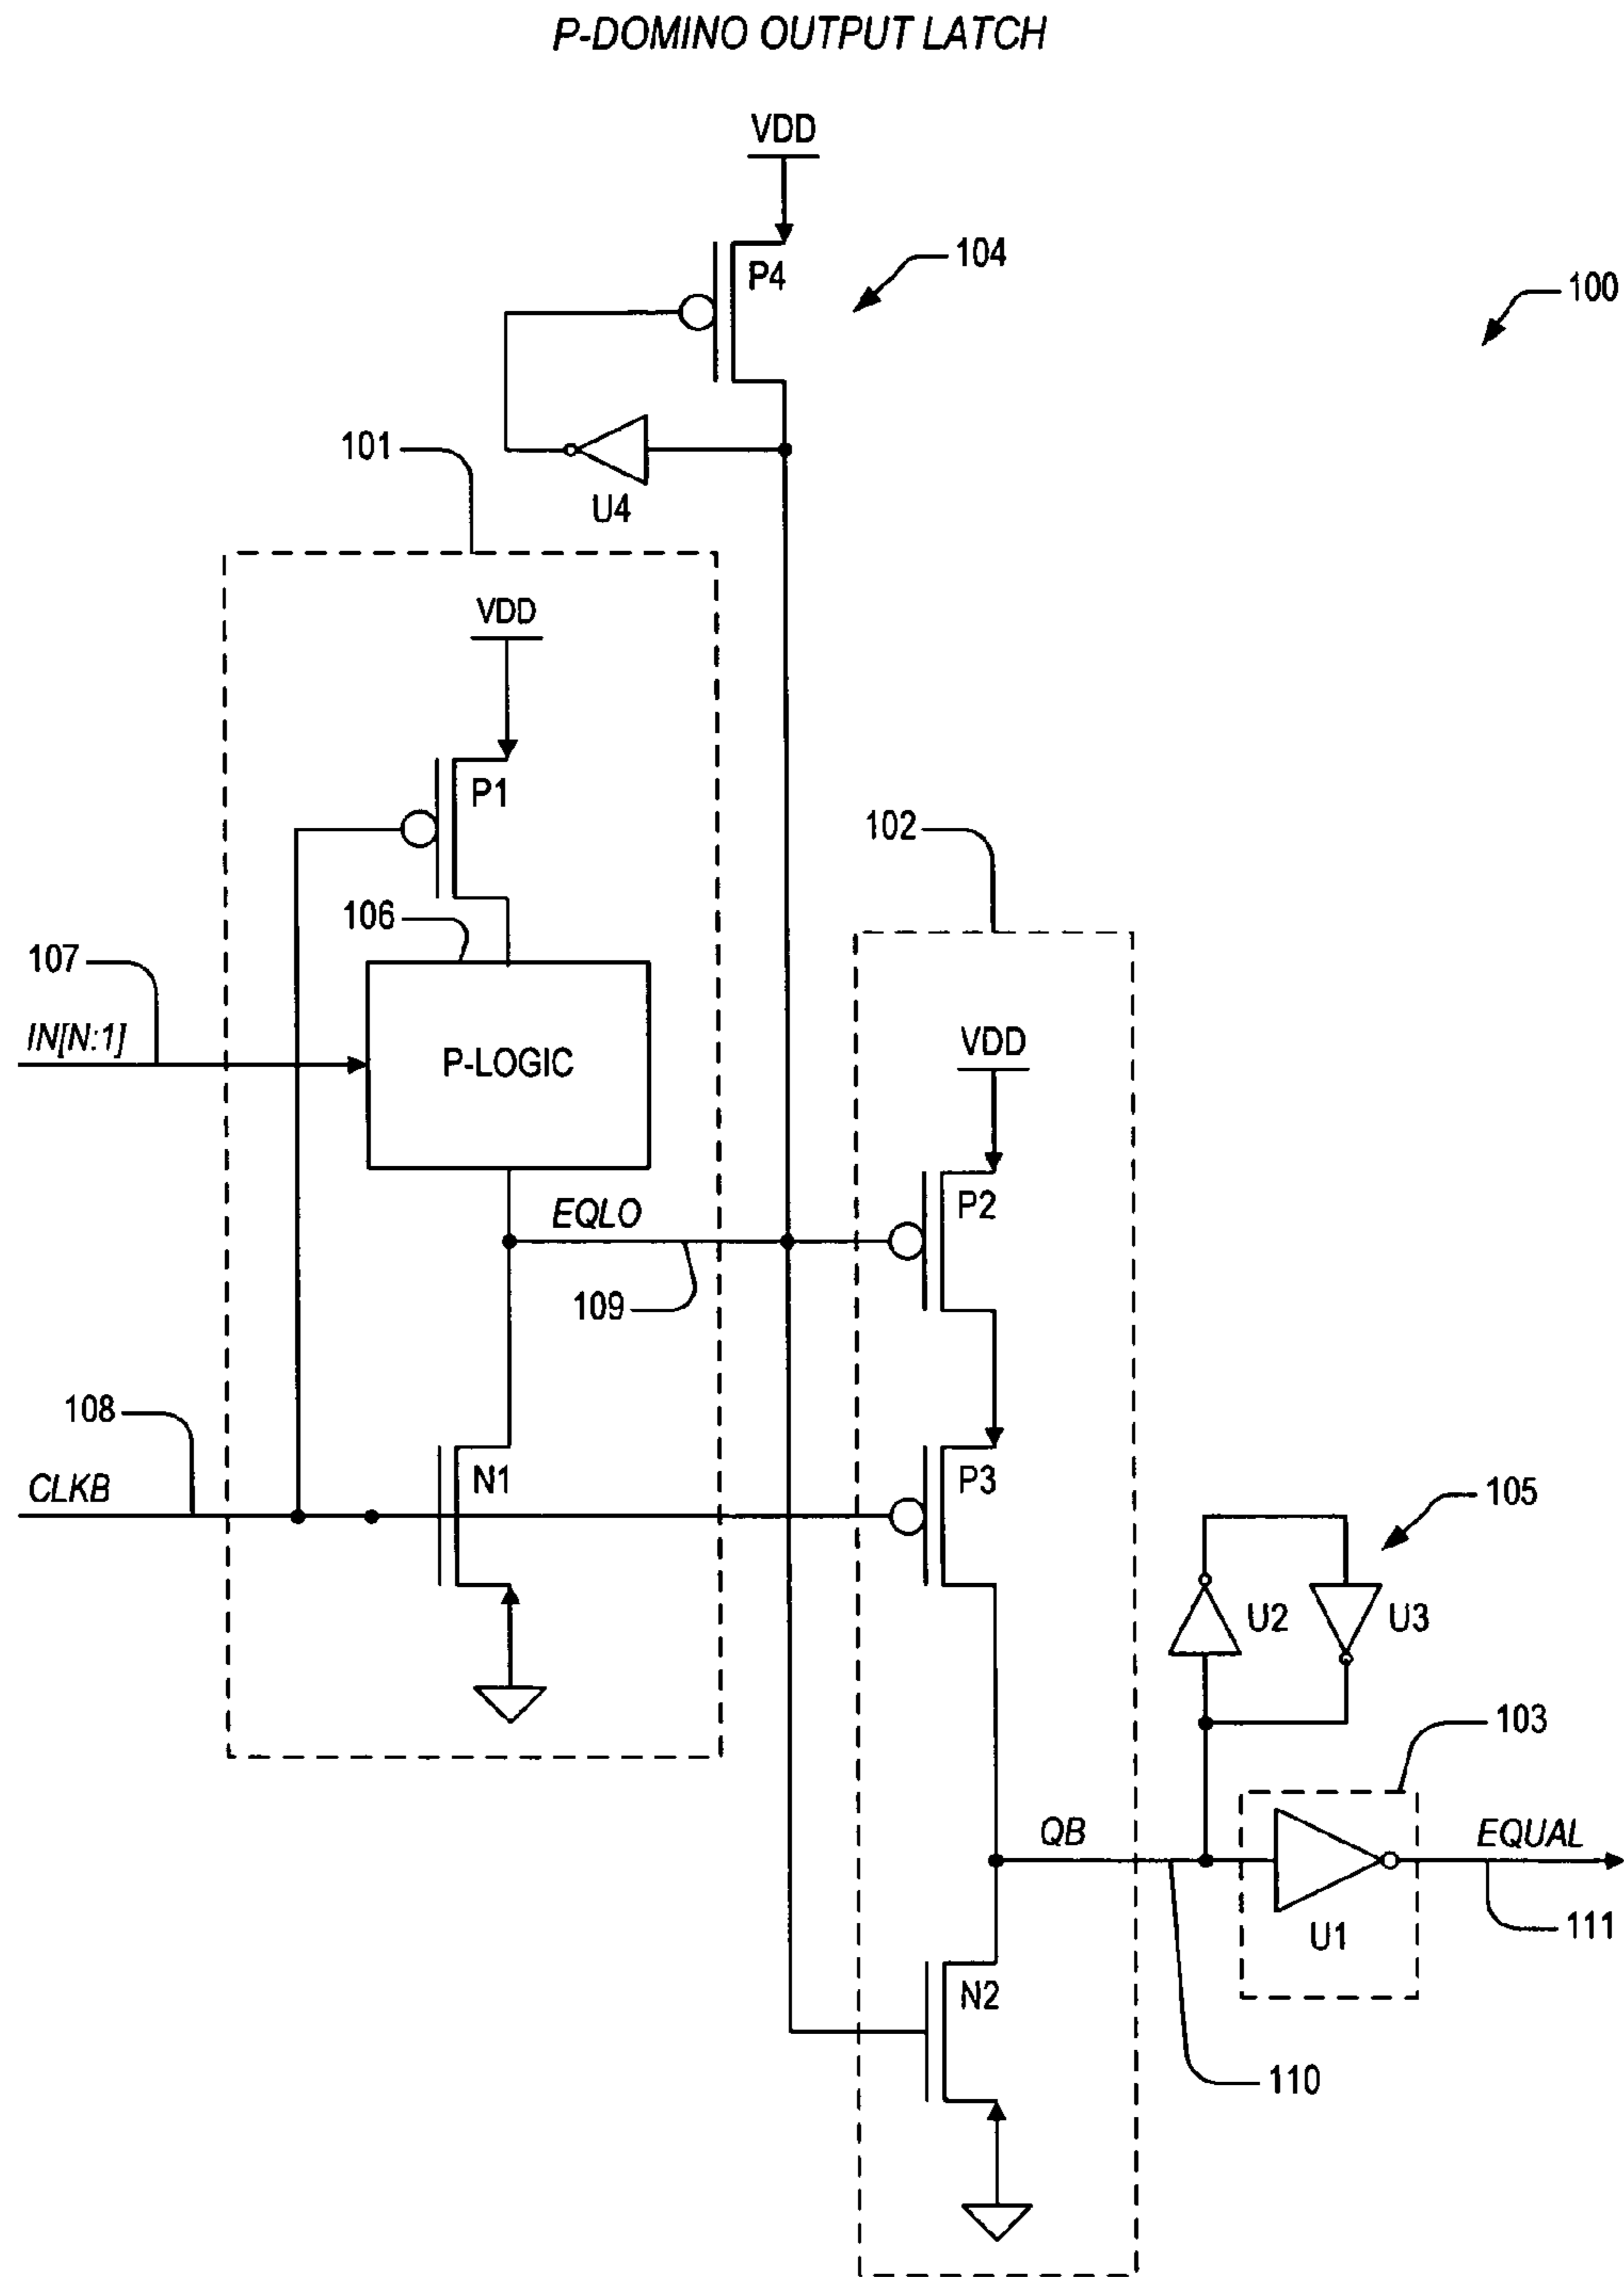 P-DOMINO OUTPUT LATCH
VDD
P4
104
100
101
U4
VDD
P1
102
106
107
IN[N:1]
P-LOGIC
VDD
P2
EQLO
109
108
CLKB
N1
P3
105
U2
U3
103
QB
EQUAL
U1
111
N2
110